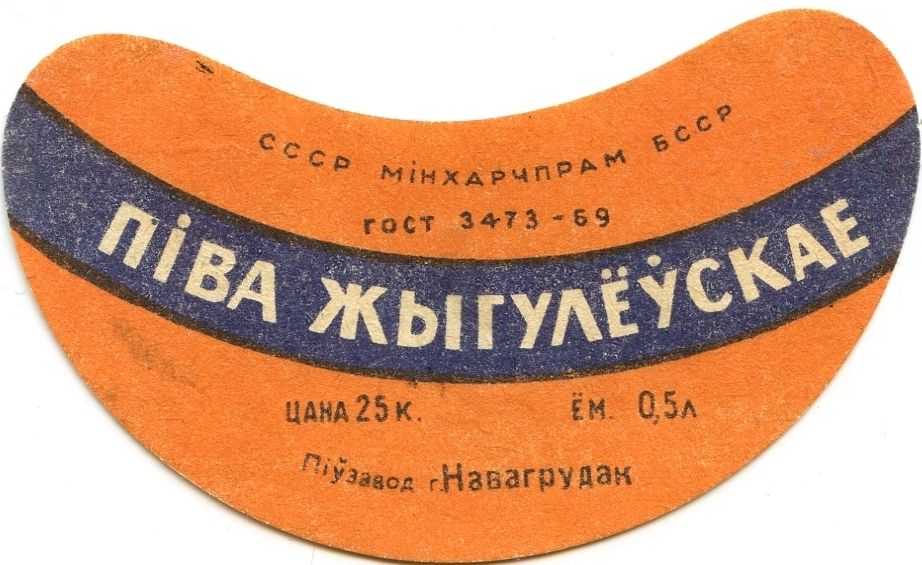 СССР МІНХАРЧПРАМ БССР
ГОСТ 3473-69
ПІВА ЖЫГУЛЁЎСКАЕ
ЦАНА 25 к. ЁМ. 0,5л
Піўзавод г.Навагрудак